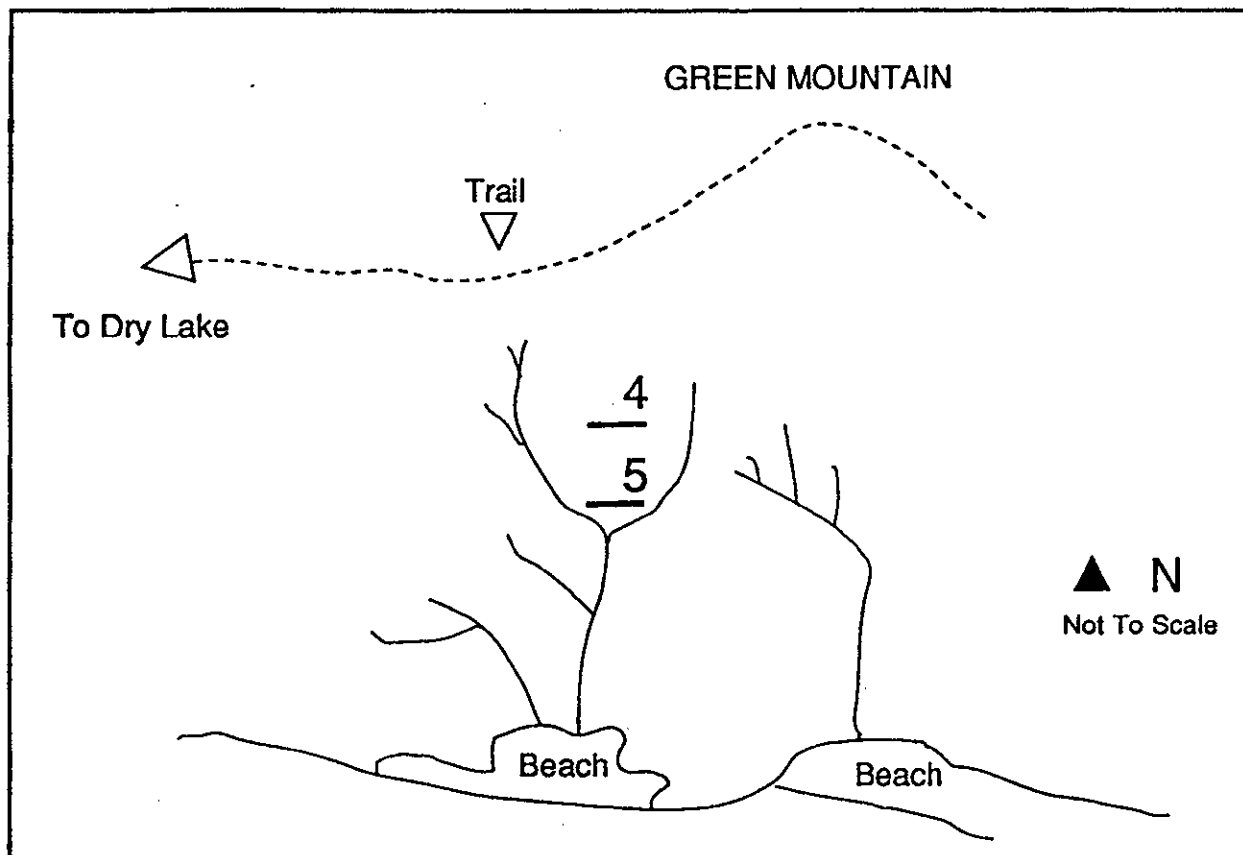 GREEN MOUNTAIN
Trail
To Dry Lake
4
5
N
Not To Scale
Beach
Beach